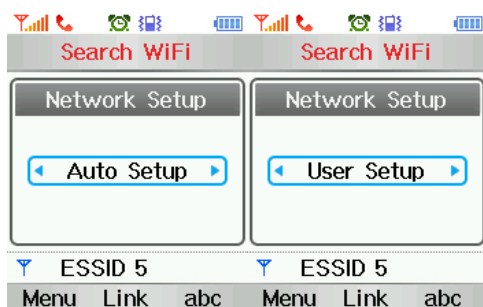 Search WiFi
Network Setup
Auto Setup
ESSID 5
Menu Link abc
Search WiFi
Network Setup
User Setup
ESSID 5
Menu Link abc